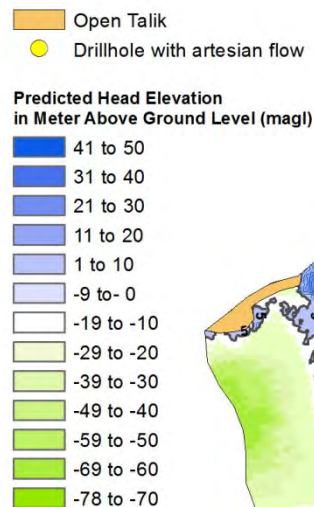 Open Talik
Drillhole with artesian flow
Predicted Head Elevation
in Meter Above Ground Level (magl)
41 to 50
31 to 40
21 to 30
11 to 20
1 to 10
-9 to- 0
-19 to -10
-29 to -20
-39 to -30
-49 to -40
-59 to -50
-69 to -60
-78 to -70
5
5